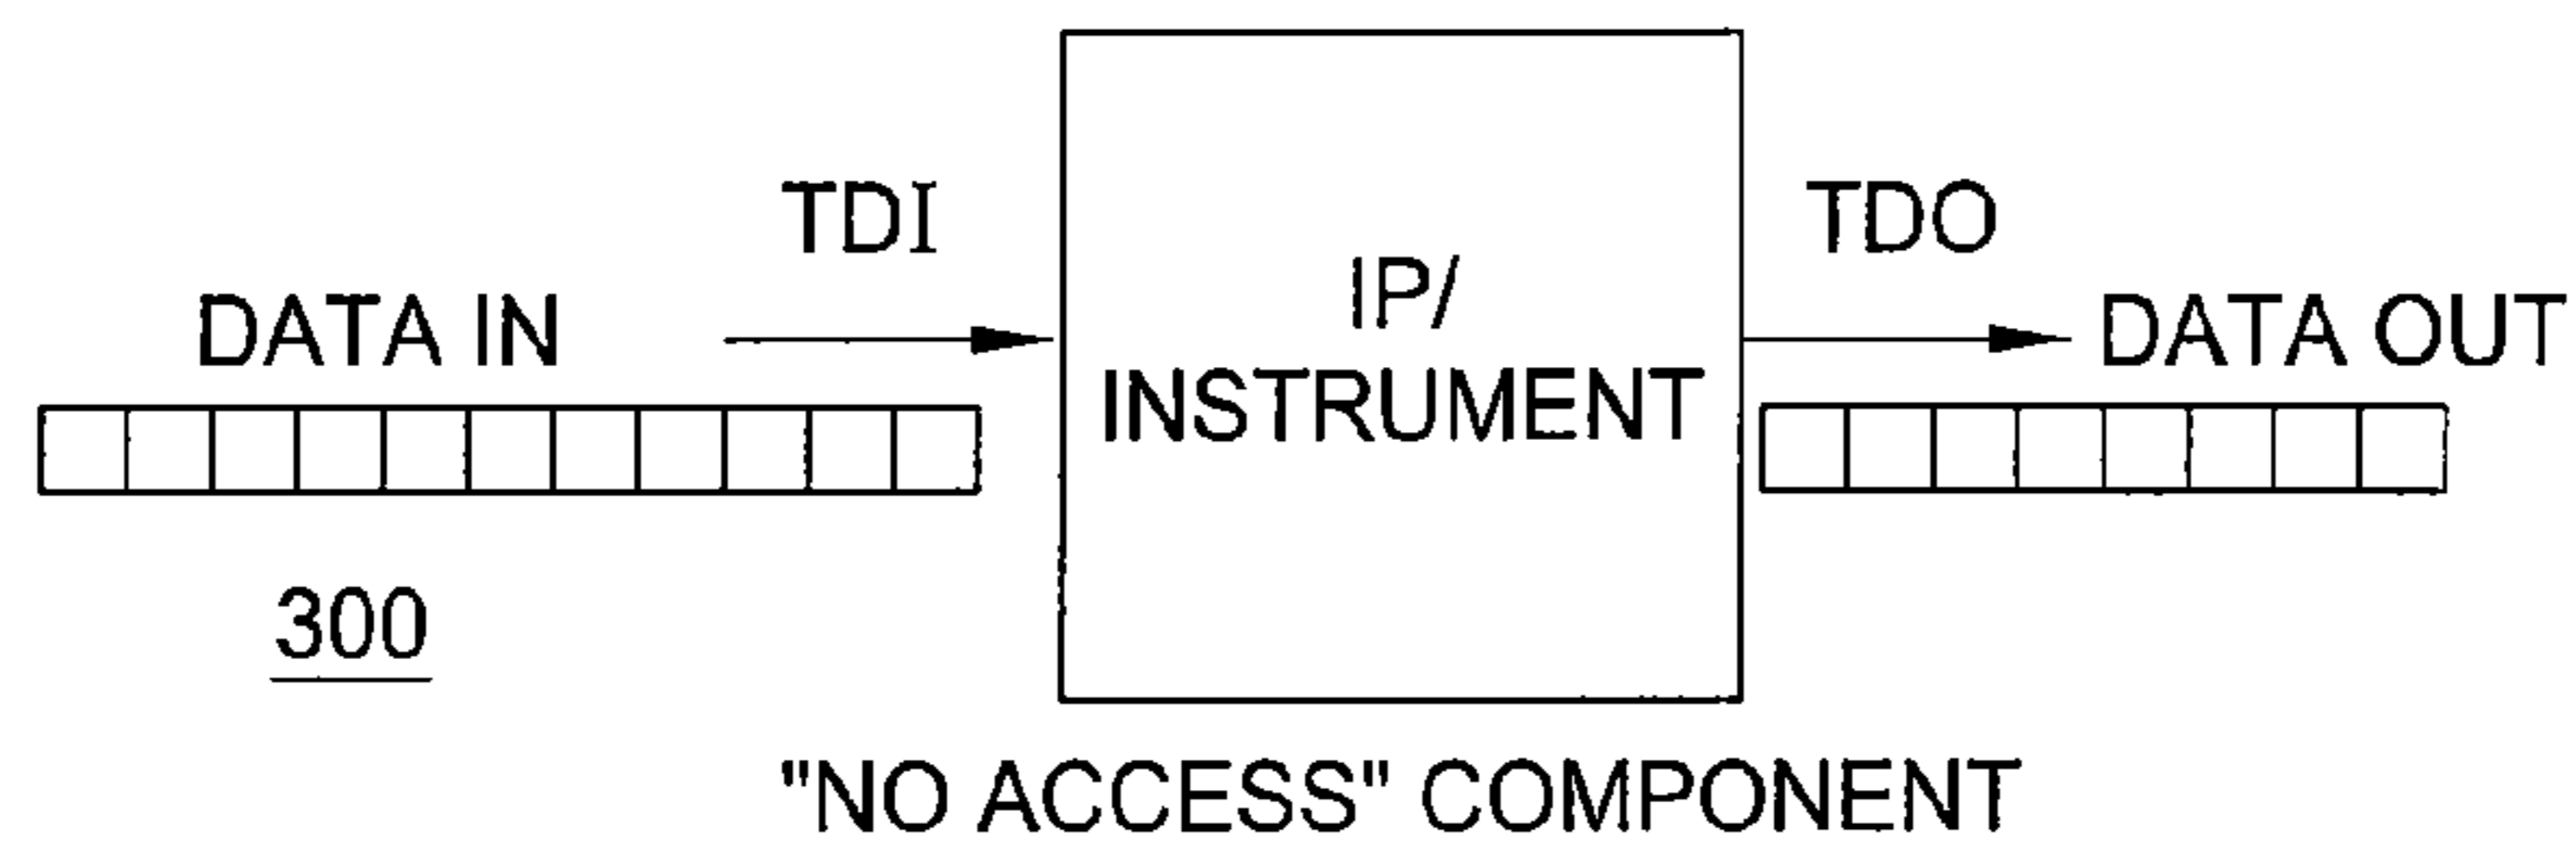 TDI
TDO
DATA IN
IP/
INSTRUMENT
DATA OUT
300
"NO ACCESS" COMPONENT